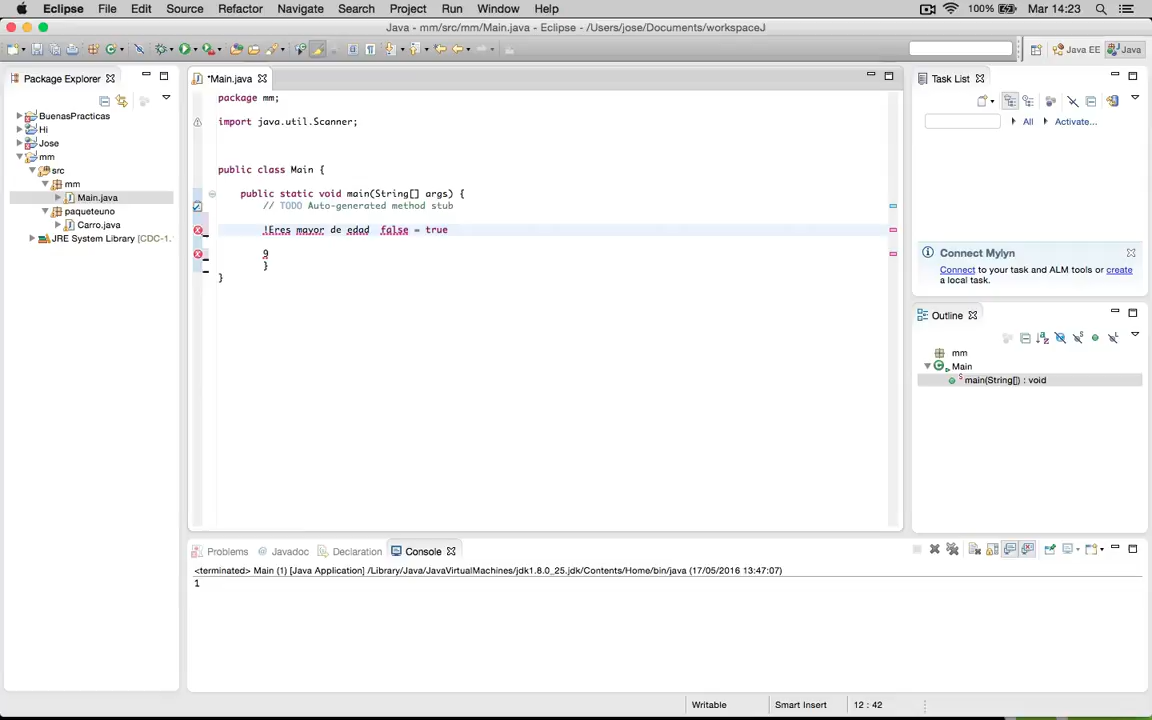 Eclipse File Edit Source Refactor Navigate Search Project Run Window Help 100% Mar 14:23
Java - mm/src/mm/Main.java - Eclipse - /Users/jose/Documents/workspaceJ
Java EE Java
Package Explorer
BuenasPracticas
Hi
Jose
mm
src
mm
Main.java
paqueteuno
Carro.java
JRE System Library [CDC-1.
*Main.java
package mm;
import java.util.Scanner;
public class Main {
public static void main(String[] args) {
// TODO Auto-generated method stub
!Eres mayor de edad false = true
9
}
}
Task List
All Activate...
Connect Mylyn
Connect to your task and ALM tools or create
a local task.
Outline
mm
Main
main(String[]) : void
Problems Javadoc Declaration Console
<terminated> Main (1) [Java Application] /Library/Java/JavaVirtualMachines/jdk1.8.0_25.jdk/Contents/Home/bin/java (17/05/2016 13:47:07)
1
Writable Smart Insert 12 : 42